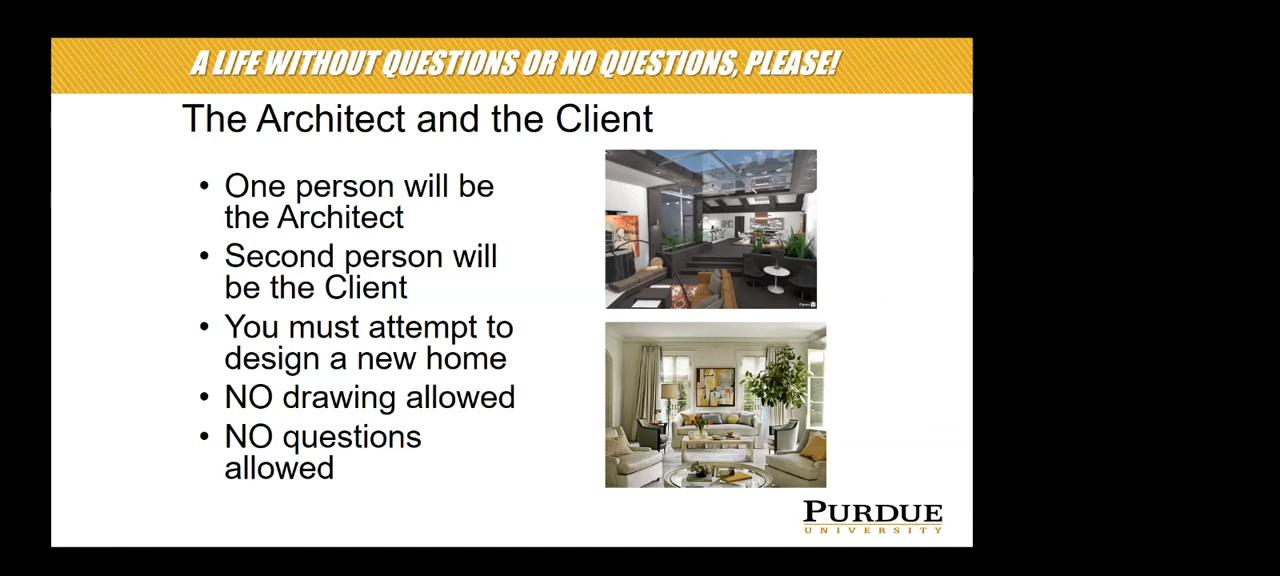 A LIFE WITHOUT QUESTIONS OR NO QUESTIONS, PLEASE!
The Architect and the Client
• One person will be
the Architect
• Second person will
be the Client
• You must attempt to
design a new home
• NO drawing allowed
• NO questions
allowed
PURDUE
UNIVERSITY